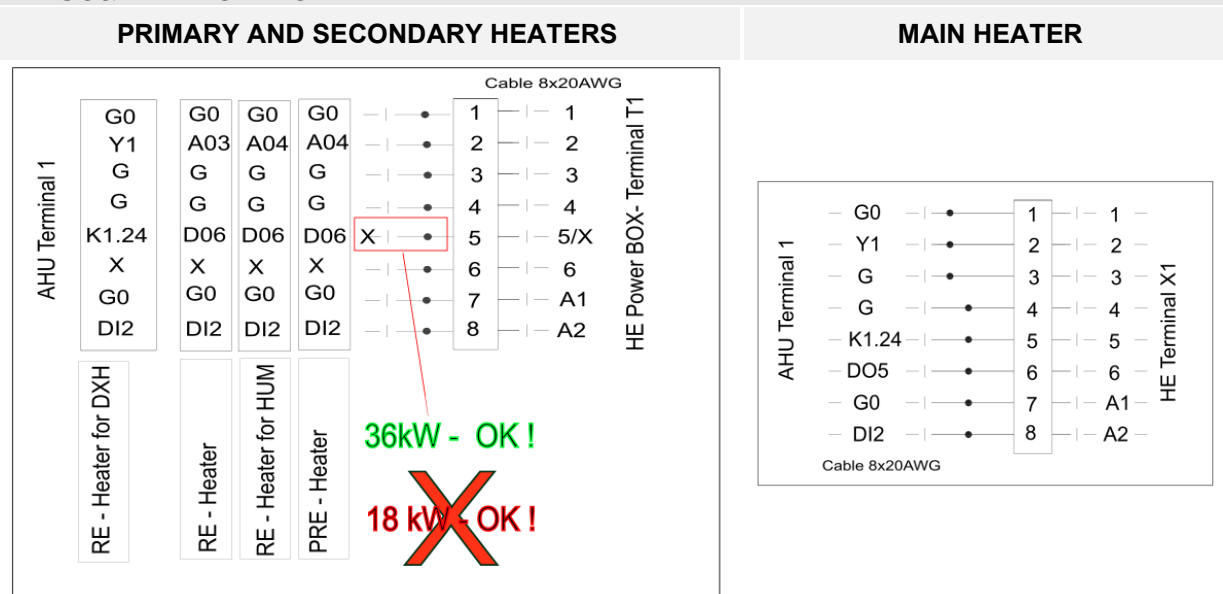 PRIMARY AND SECONDARY HEATERS
MAIN HEATER
Cable 8x20AWG
AHU Terminal 1
G0 G0 G0 G0 1 1
Y1 A03 A04 A04 2 2
G G G G 3 3
G G G G 4 4
K1.24 D06 D06 D06 X 5 5/X
X X X X 6 6
G0 G0 G0 G0 7 A1
DI2 DI2 DI2 DI2 8 A2
HE Power BOX- Terminal T1
RE - Heater for DXH
RE - Heater
RE - Heater for HUM
PRE - Heater
36kW - OK !
18 kW - OK !
AHU Terminal 1
G0 1 1
Y1 2 2
G 3 3
G 4 4
K1.24 5 5
DO5 6 6
G0 7 A1
DI2 8 A2
HE Terminal X1
Cable 8x20AWG